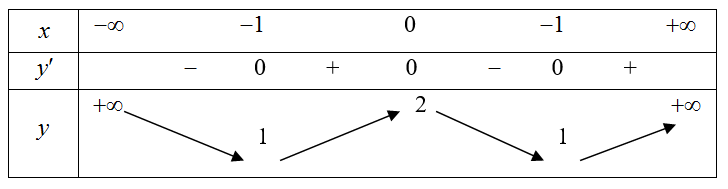 x −∞ −1 0 −1 +∞
y′ − 0 + 0 − 0 +
+∞ 2 +∞
y 1 1